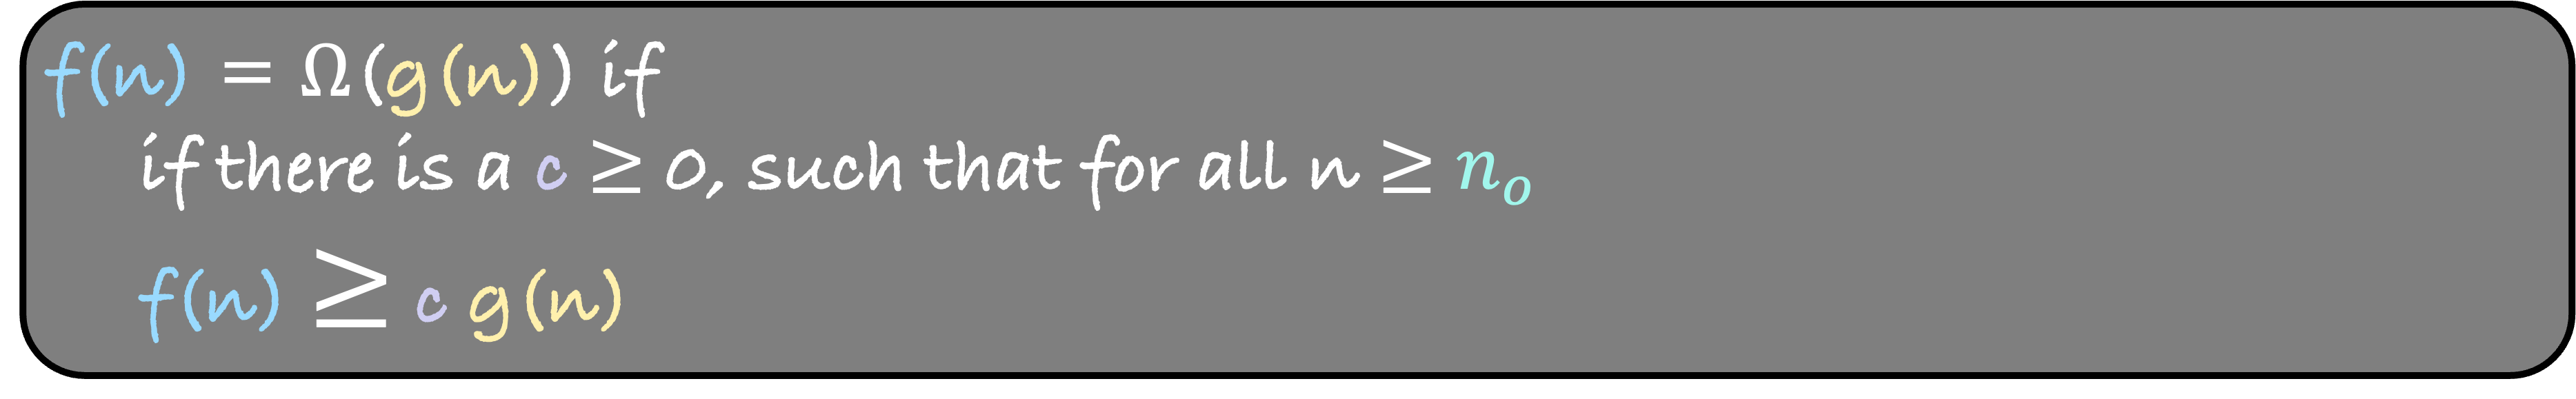 f(n) = Ω(g(n)) if
if there is a c ≥ 0, such that for all n ≥ n₀
f(n) ≥ c g(n)